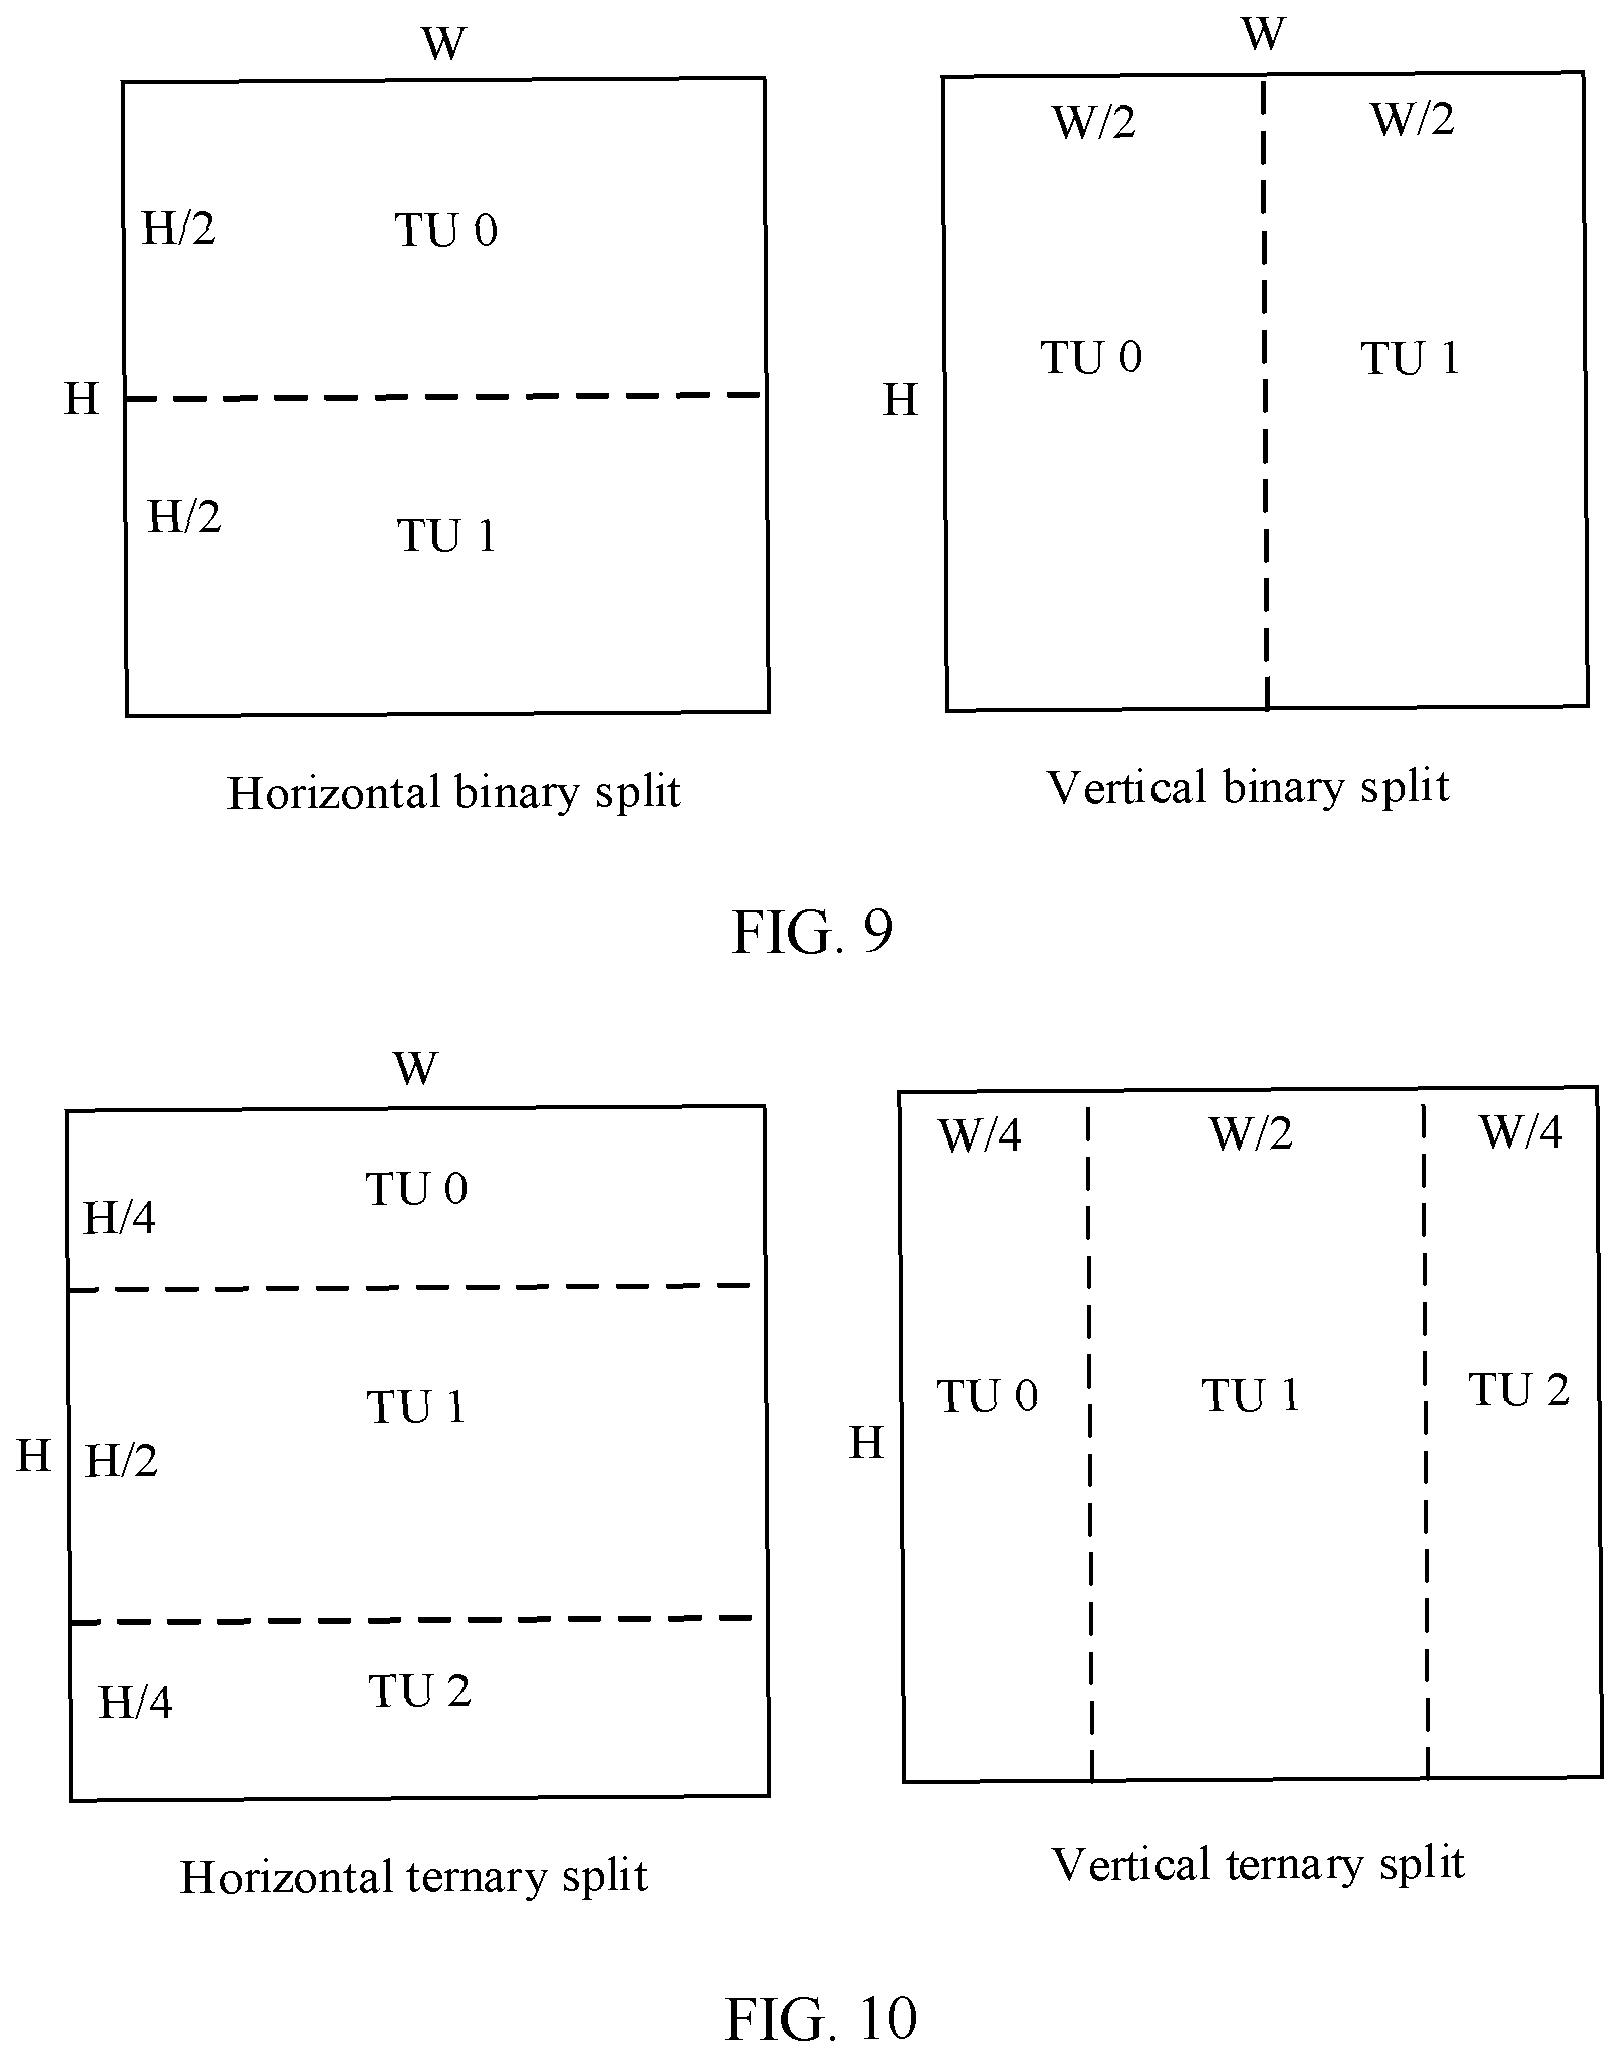 W
H/2
TU 0
H
H/2
TU 1
Horizontal binary split
W
W/2
W/2
TU 0
TU 1
H
Vertical binary split
FIG. 9
W
TU 0
H/4
TU 1
H
H/2
TU 2
H/4
Horizontal ternary split
W/4
W/2
W/4
TU 0
TU 1
TU 2
H
Vertical ternary split
FIG. 10